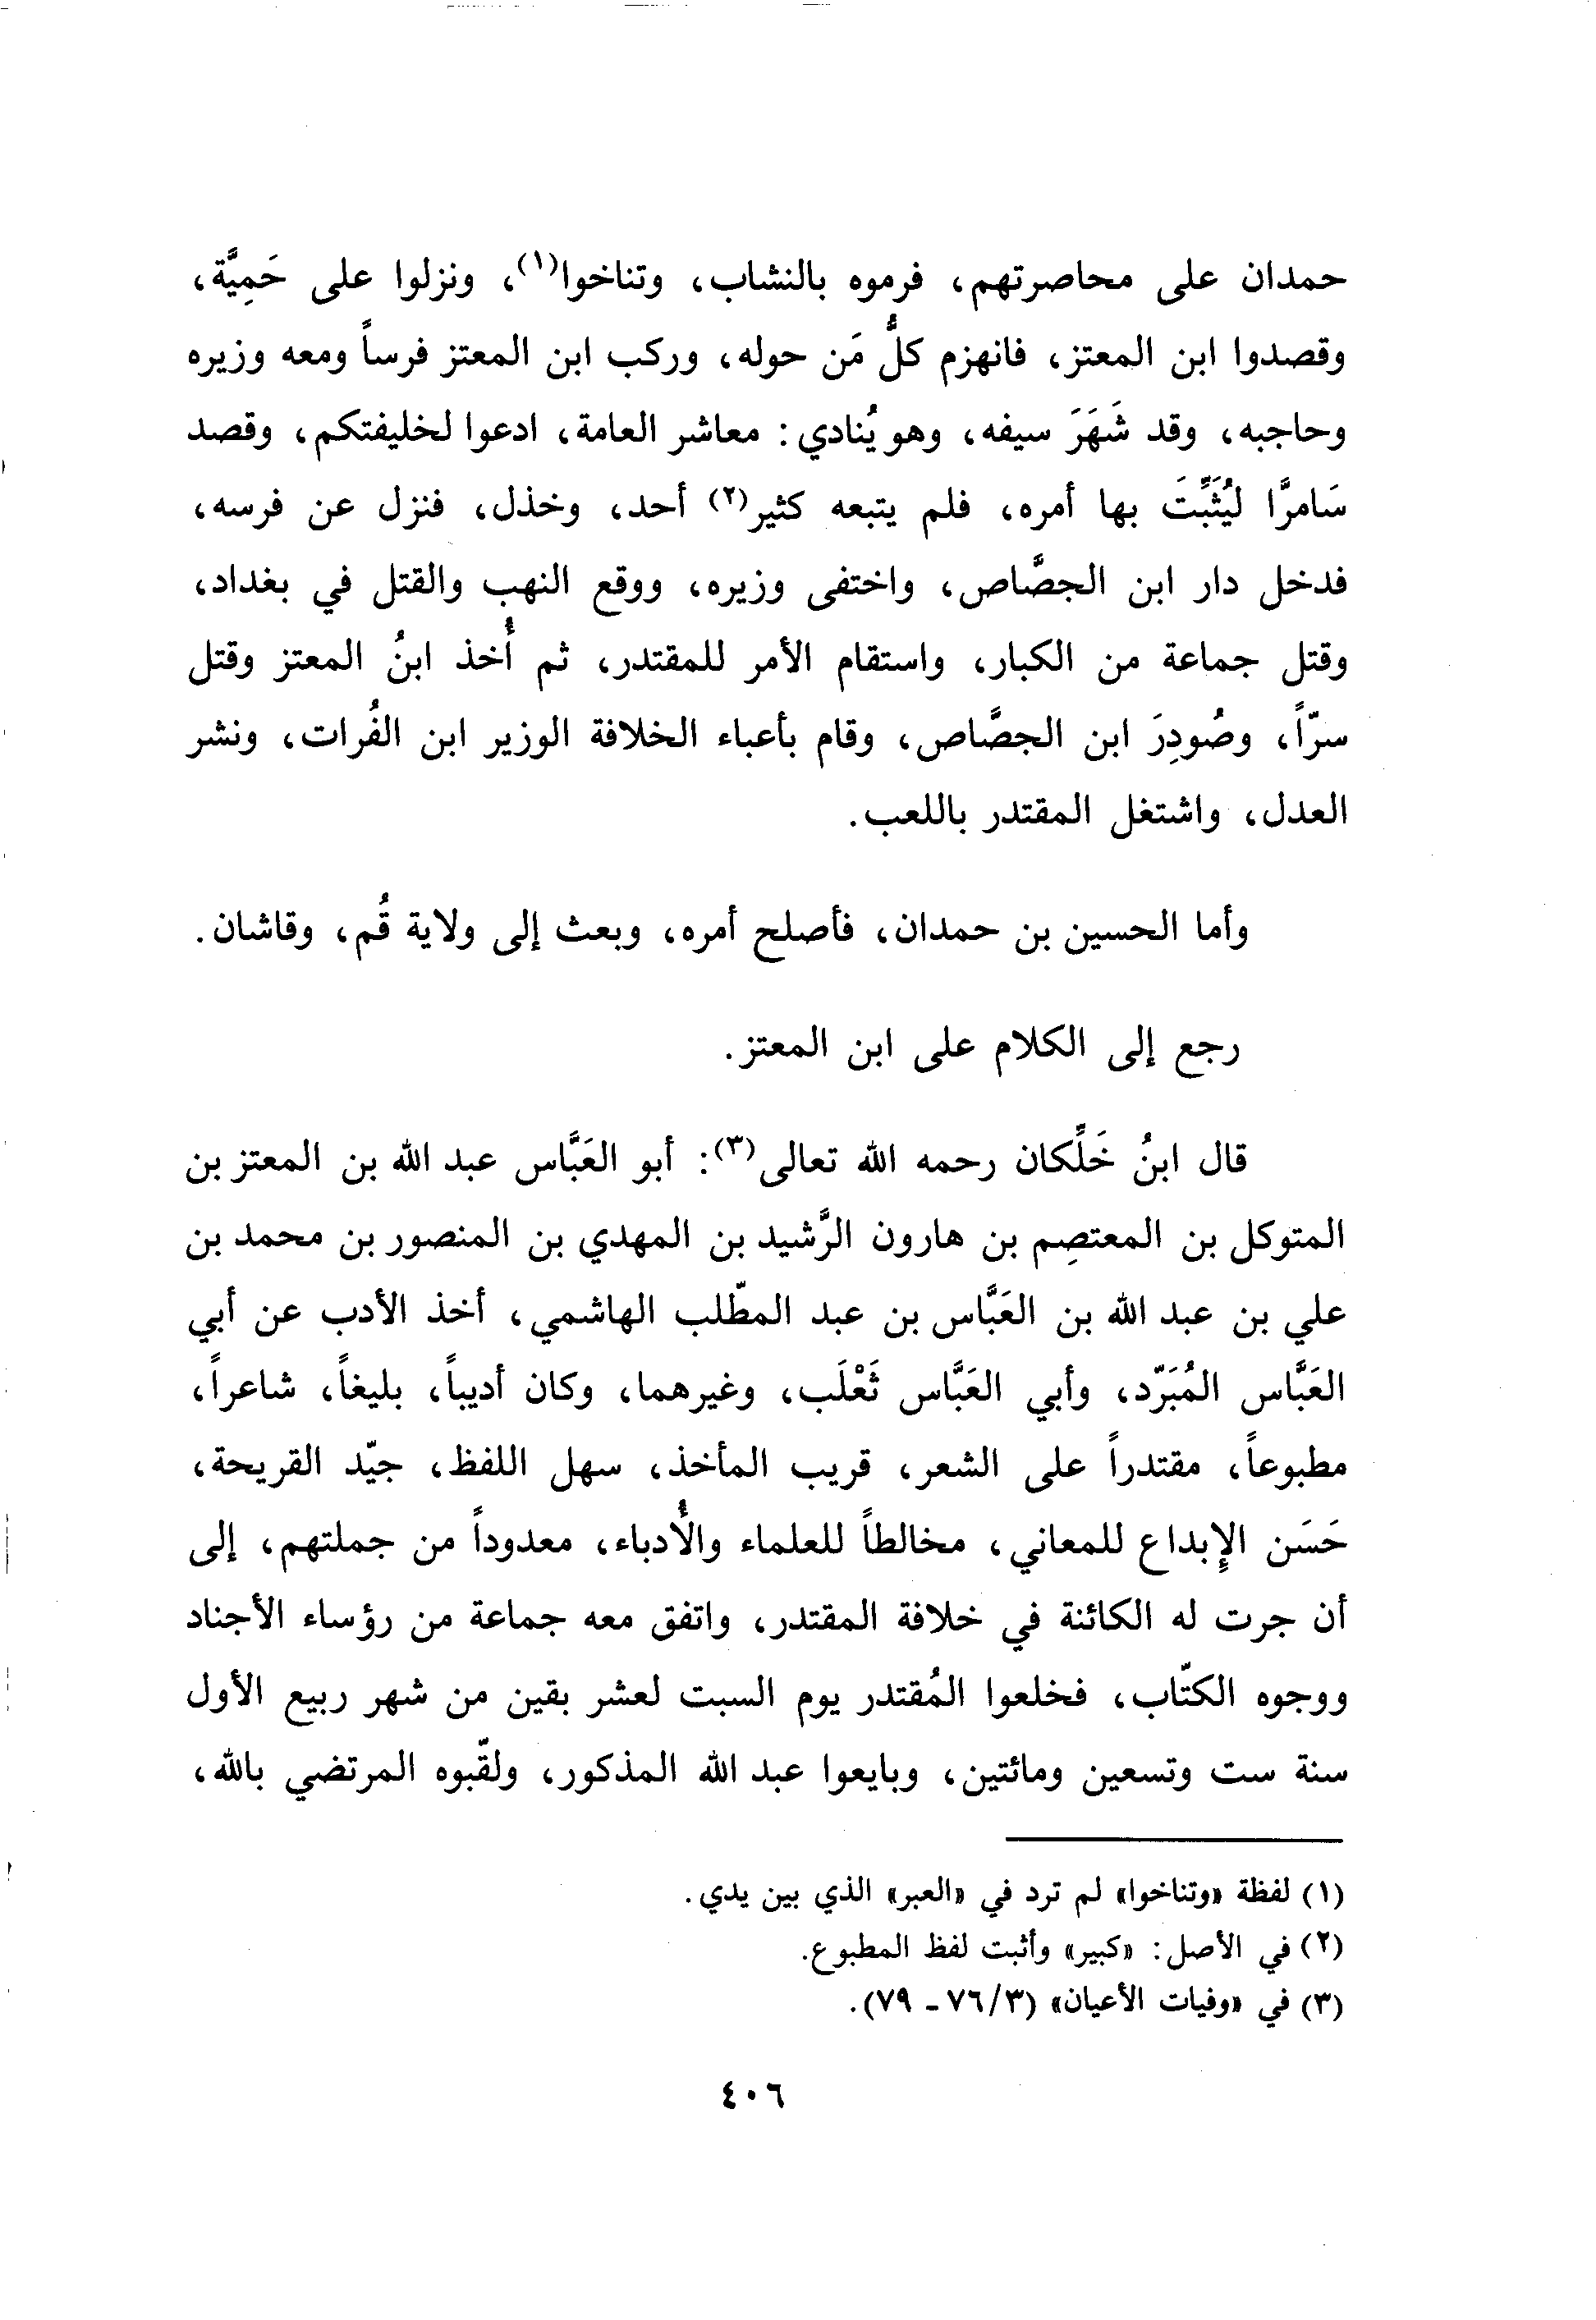 حمدان على محاصرتهم، فرموه بالنشاب، وتناخوا(١)، ونزلوا على حَمِيَّة،
وقصدوا ابن المعتز، فانهزم كلُّ مَن حوله، وركب ابن المعتز فرساً ومعه وزيره
وحاجبه، وقد شَهَرَ سيفه، وهو يُنادي: معاشر العامة، ادعوا لخليفتكم، وقصد
سَامرَّا ليُثَبِّتَ بها أمره، فلم يتبعه كثير(٢) أحد، وخذل، فنزل عن فرسه،
فدخل دار ابن الجصَّاص، واختفى وزيره، ووقع النهب والقتل في بغداد،
وقتل جماعة من الكبار، واستقام الأمر للمقتدر، ثم أُخذ ابنُ المعتز وقتل
سرّاً، وصُودِرَ ابن الجصَّاص، وقام بأعباء الخلافة الوزير ابن الفُرات، ونشر
العدل، واشتغل المقتدر باللعب.
وأما الحسين بن حمدان، فأصلح أمره، وبعث إلى ولاية قُم، وقاشان.
رجع إلى الكلام على ابن المعتز.
قال ابنُ خَلِّكان رحمه الله تعالى(٣): أبو العَبَّاس عبد الله بن المعتز بن
المتوكل بن المعتصِم بن هارون الرَّشيد بن المهدي بن المنصور بن محمد بن
علي بن عبد الله بن العَبَّاس بن عبد المطّلب الهاشمي، أخذ الأدب عن أبي
العَبَّاس المُبَرّد، وأبي العَبَّاس ثَعْلَب، وغيرهما، وكان أديباً، بليغاً، شاعراً،
مطبوعاً، مقتدراً على الشعر، قريب المأخذ، سهل اللفظ، جيّد القريحة،
حَسَن الإِبداع للمعاني، مخالطاً للعلماء والأُدباء، معدوداً من جملتهم، إلى
أن جرت له الكائنة في خلافة المقتدر، واتفق معه جماعة من رؤساء الأجناد
ووجوه الكتّاب، فخلعوا المُقتدر يوم السبت لعشر بقين من شهر ربيع الأول
سنة ست وتسعين ومائتين، وبايعوا عبد الله المذكور، ولقّبوه المرتضي بالله،
(١) لفظة «وتناخوا» لم ترد في «العبر» الذي بين يدي.
(٢) في الأصل: «كبير» وأثبت لفظ المطبوع.
(٣) في «وفيات الأعيان» (٣/٧٦ - ٧٩).
٤٠٦